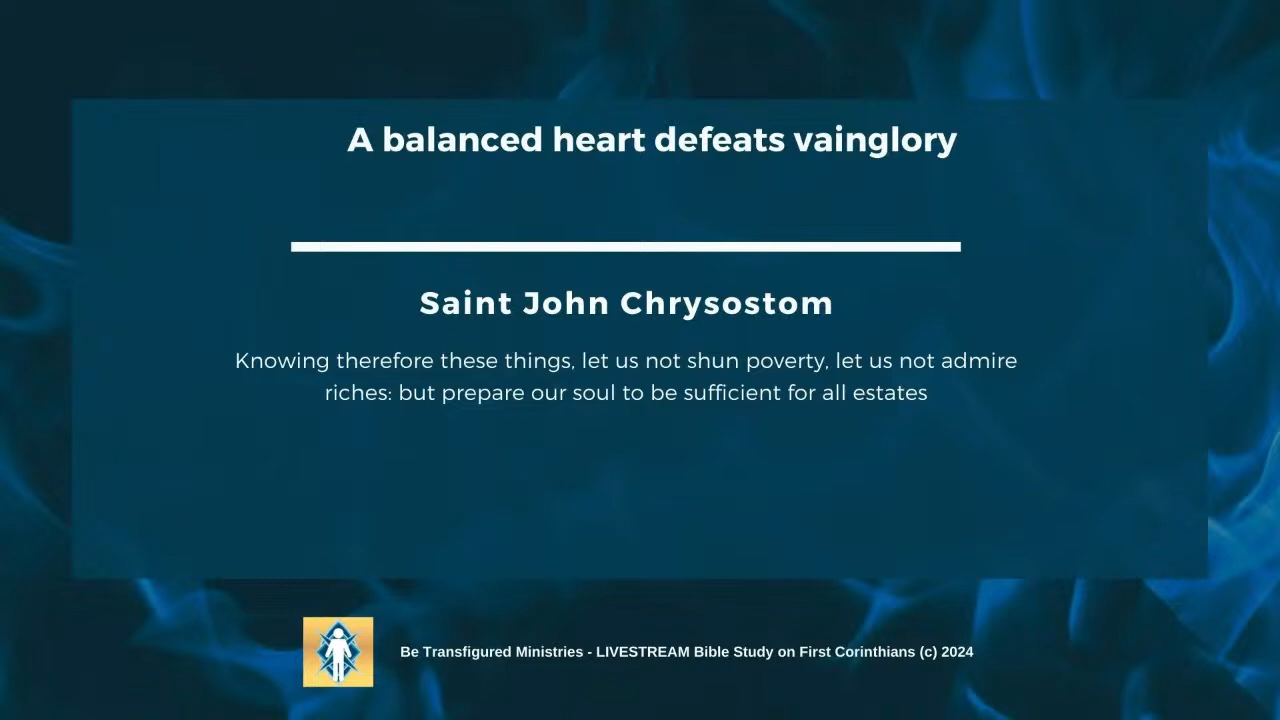 A balanced heart defeats vainglory
Saint John Chrysostom
Knowing therefore these things, let us not shun poverty, let us not admire
riches: but prepare our soul to be sufficient for all estates
Be Transfigured Ministries - LIVESTREAM Bible Study on First Corinthians (c) 2024